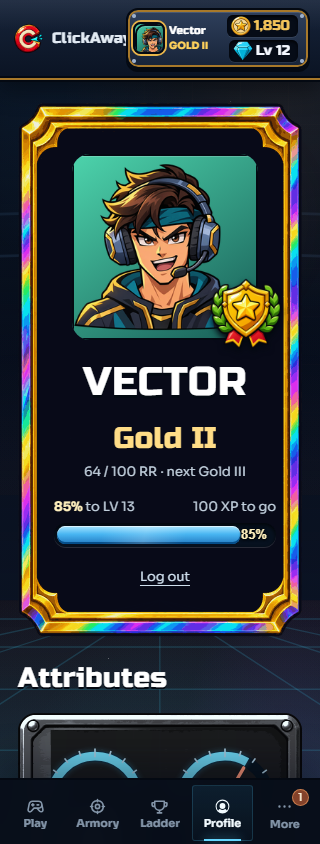 ClickAway
Vector
GOLD II
1,850
Lv 12
VECTOR
Gold II
64 / 100 RR · next Gold III
85% to LV 13
100 XP to go
85%
Log out
Attributes
Play
Armory
Ladder
Profile
More
1